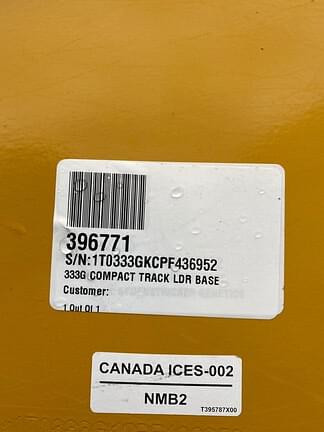 396771
S/N:1T0333GKCPF436952
333G COMPACT TRACK LDR BASE
Customer:
1 Out Of 1
CANADA ICES-002
NMB2
T395787X00